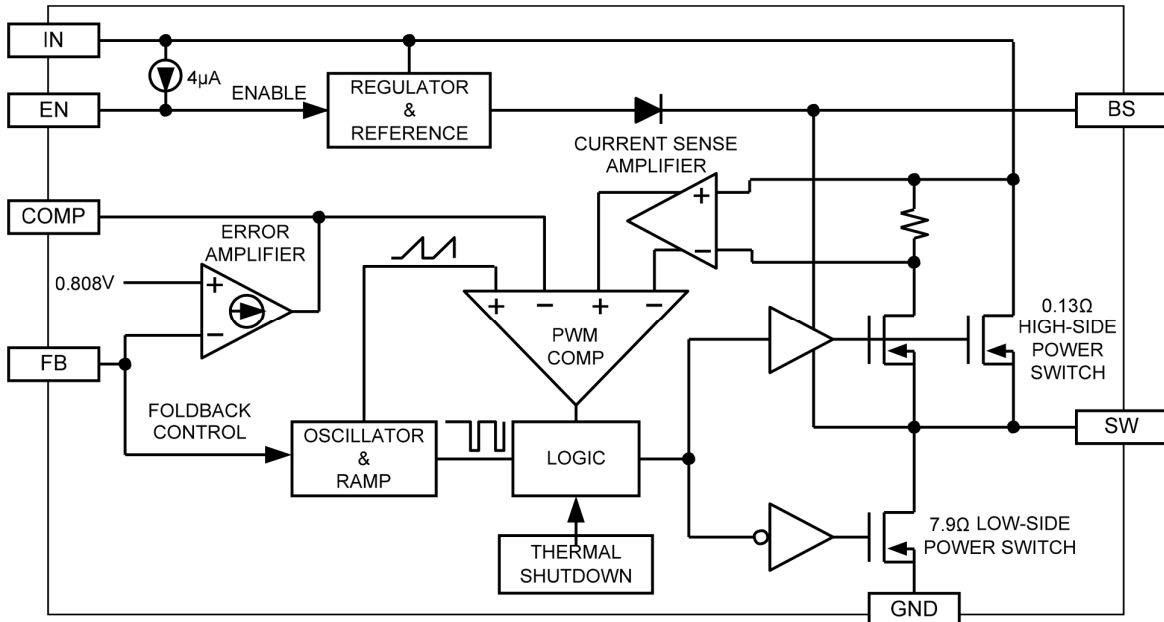 IN
4µA
EN
ENABLE
REGULATOR
&
REFERENCE
BS
CURRENT SENSE
AMPLIFIER
COMP
ERROR
AMPLIFIER
+
−
0.808V
+
−
+
−
+
−
PWM
COMP
0.13Ω
HIGH-SIDE
POWER
SWITCH
FB
FOLDBACK
CONTROL
OSCILLATOR
&
RAMP
LOGIC
SW
THERMAL
SHUTDOWN
7.9Ω LOW-SIDE
POWER SWITCH
GND